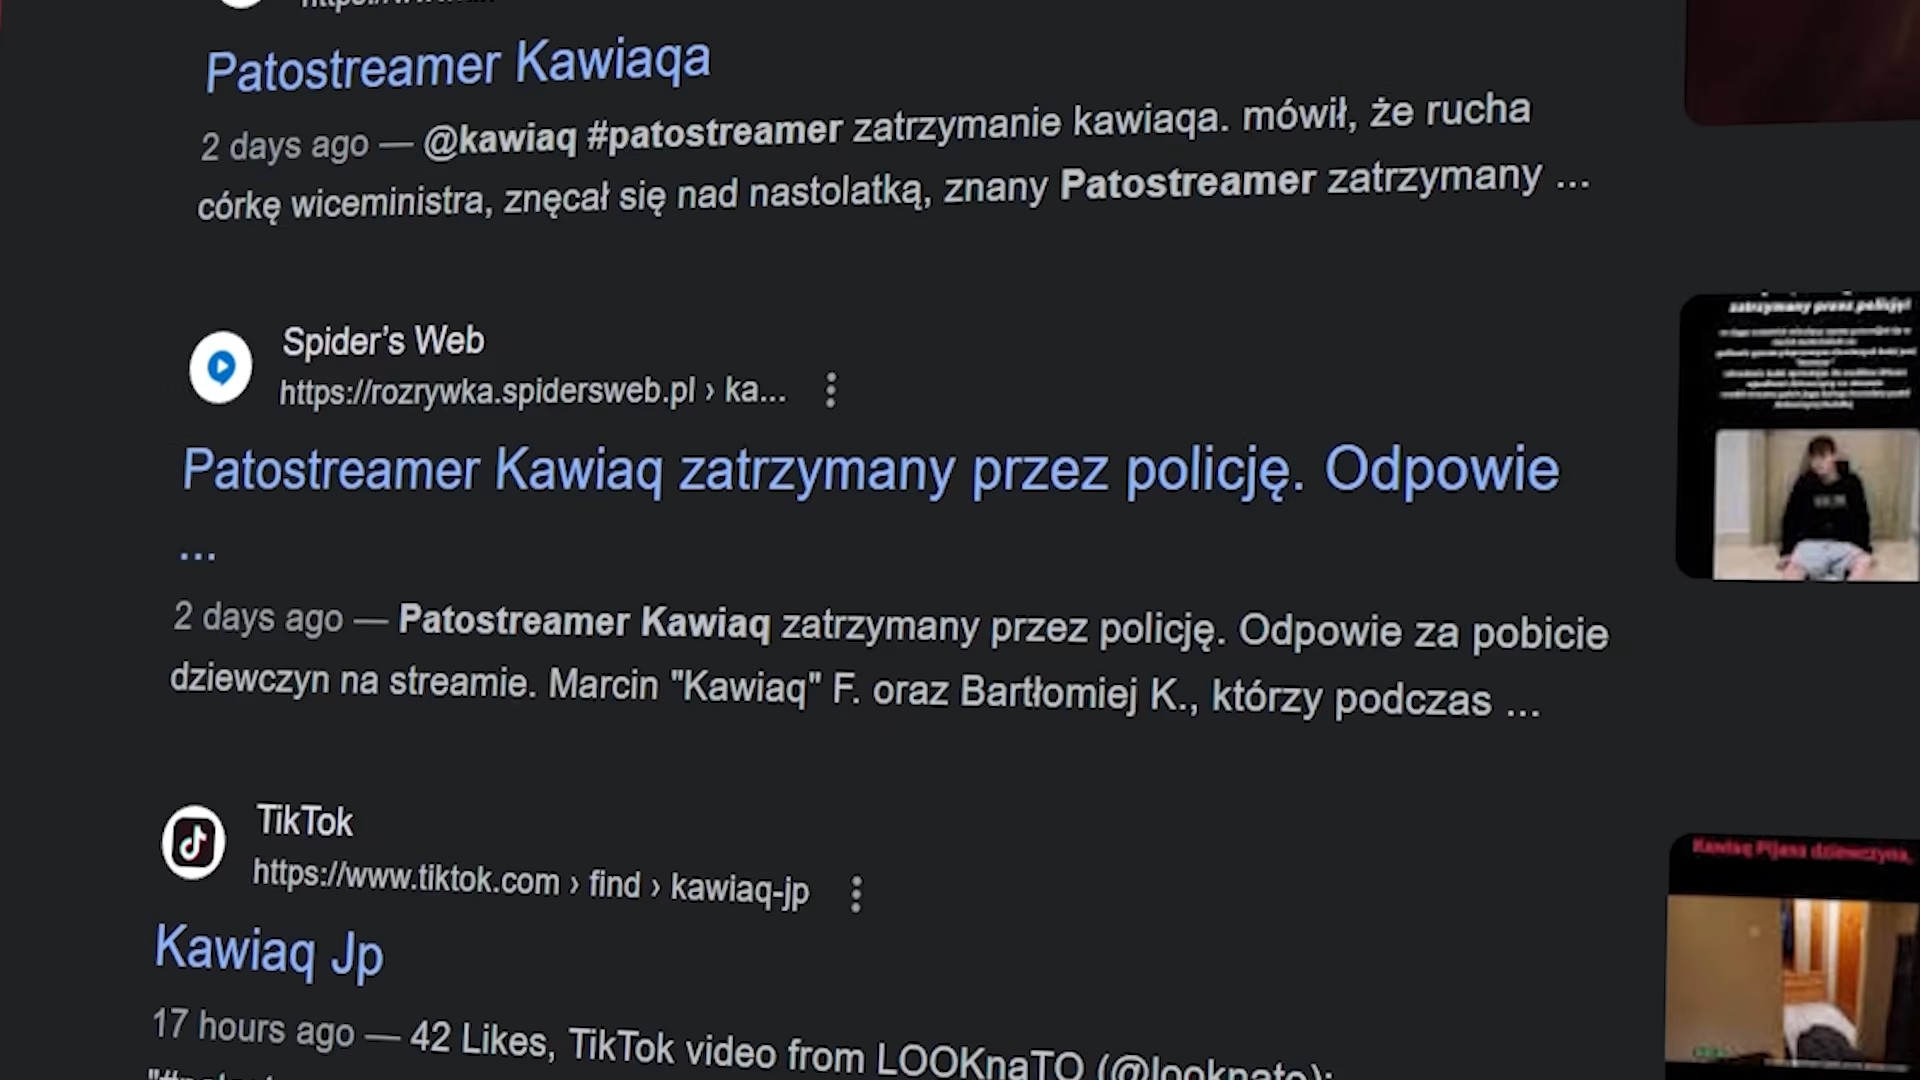 Patostreamer Kawiaqa
2 days ago — @kawiaq #patostreamer zatrzymanie kawiaqa. mówił, że rucha
córkę wiceministra, znęcał się nad nastolatką, znany Patostreamer zatrzymany ...
zatrzymany przez policję!
Spider's Web
https://rozrywka.spidersweb.pl › ka...
Patostreamer Kawiaq zatrzymany przez policję. Odpowie
...
2 days ago — Patostreamer Kawiaq zatrzymany przez policję. Odpowie za pobicie
dziewczyn na streamie. Marcin "Kawiaq" F. oraz Bartłomiej K., którzy podczas ...
TikTok
https://www.tiktok.com › find › kawiaq-jp
Kawiaq Pijana dziewczyna,
Kawiaq Jp
17 hours ago — 42 Likes, TikTok video from LOOKnaTO (@looknato):